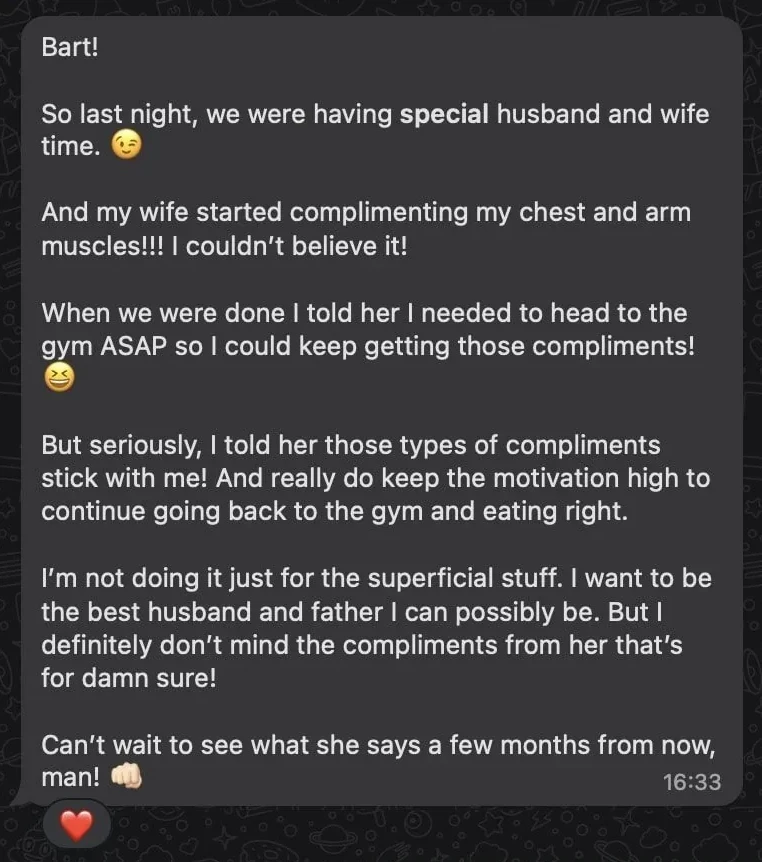 Bart!
So last night, we were having special husband and wife
time. 😉
And my wife started complimenting my chest and arm
muscles!!! I couldn’t believe it!
When we were done I told her I needed to head to the
gym ASAP so I could keep getting those compliments!
😆
But seriously, I told her those types of compliments
stick with me! And really do keep the motivation high to
continue going back to the gym and eating right.
I’m not doing it just for the superficial stuff. I want to be
the best husband and father I can possibly be. But I
definitely don’t mind the compliments from her that’s
for damn sure!
Can’t wait to see what she says a few months from now,
man! 👊🏻
16:33
❤️